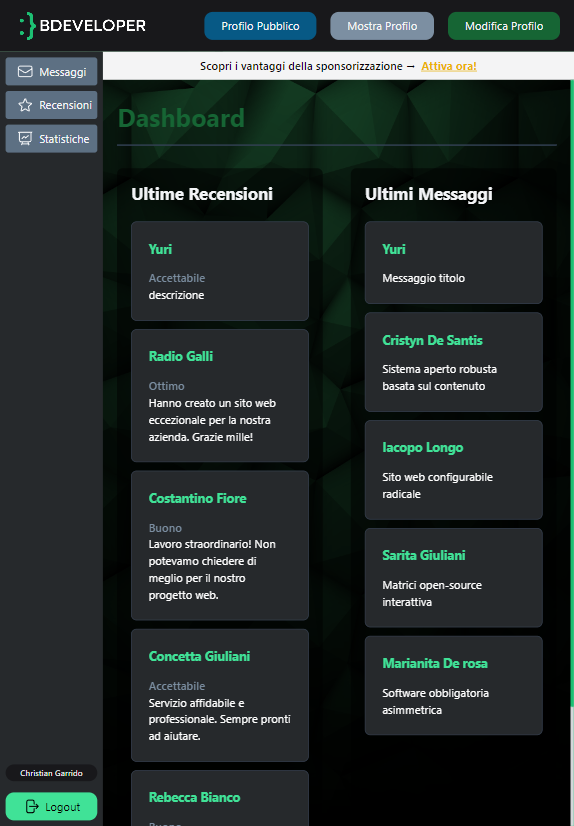 BDEVELOPER
Profilo Pubblico
Mostra Profilo
Modifica Profilo
Messaggi
Recensioni
Statistiche
Scopri i vantaggi della sponsorizzazione → Attiva ora!
Dashboard
Ultime Recensioni
Yuri
Accettabile
descrizione
Radio Galli
Ottimo
Hanno creato un sito web
eccezionale per la nostra
azienda. Grazie mille!
Costantino Fiore
Buono
Lavoro straordinario! Non
potevamo chiedere di
meglio per il nostro
progetto web.
Concetta Giuliani
Accettabile
Servizio affidabile e
professionale. Sempre pronti
ad aiutare.
Rebecca Bianco
Ultimi Messaggi
Yuri
Messaggio titolo
Cristyn De Santis
Sistema aperto robusta
basata sul contenuto
Iacopo Longo
Sito web configurabile
radicale
Sarita Giuliani
Matrici open-source
interattiva
Marianita De rosa
Software obbligatoria
asimmetrica
Christian Garrido
Logout